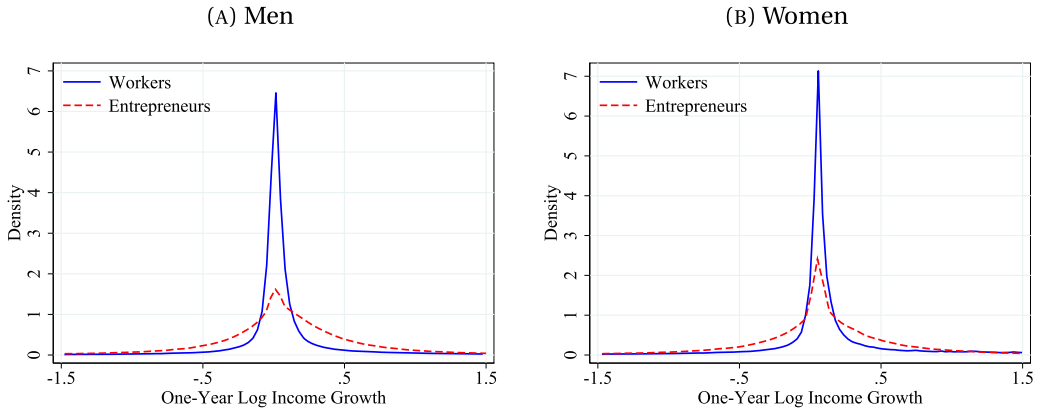 (A) Men
Workers
Entrepreneurs
Density
0
1
2
3
4
5
6
7
-1.5
-.5
.5
1.5
One-Year Log Income Growth
(B) Women
Workers
Entrepreneurs
Density
0
1
2
3
4
5
6
7
-1.5
-.5
.5
1.5
One-Year Log Income Growth